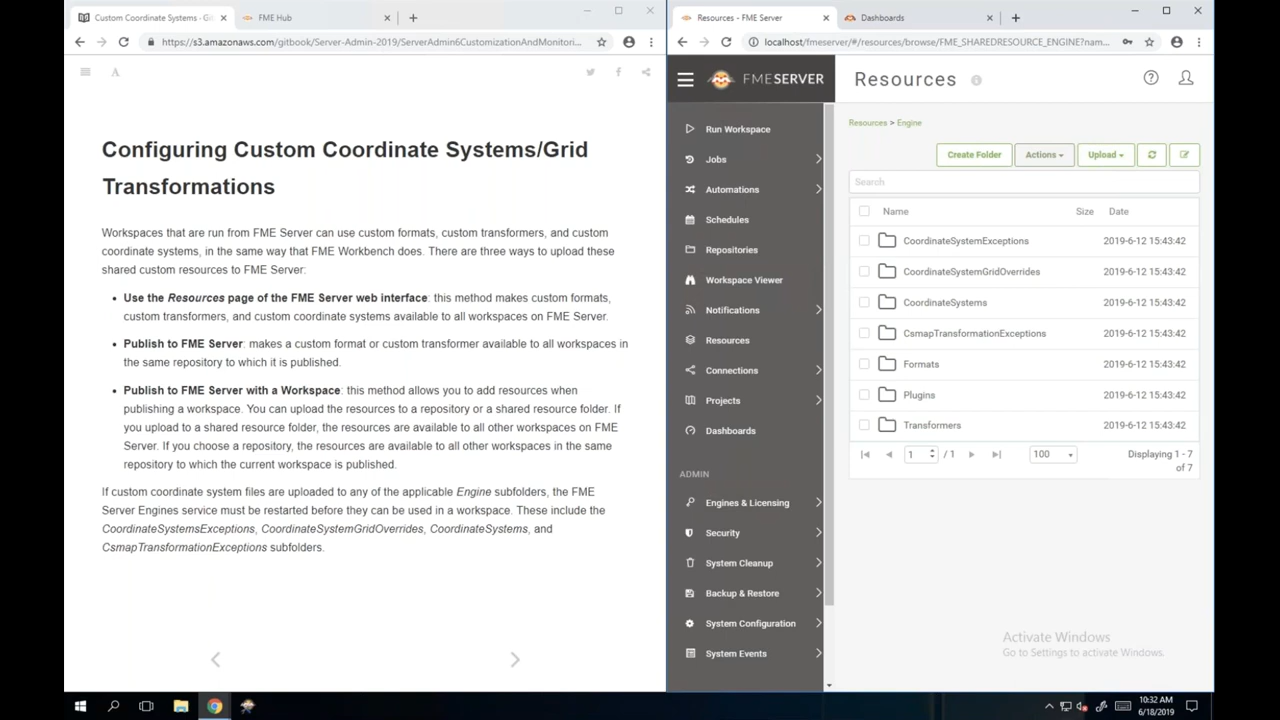 Custom Coordinate Systems · Gi
FME Hub
https://s3.amazonaws.com/gitbook/Server-Admin-2019/ServerAdmin6CustomizationAndMonitori...
A
Configuring Custom Coordinate Systems/Grid
Transformations
Workspaces that are run from FME Server can use custom formats, custom transformers, and custom
coordinate systems, in the same way that FME Workbench does. There are three ways to upload these
shared custom resources to FME Server:
• Use the Resources page of the FME Server web interface: this method makes custom formats,
custom transformers, and custom coordinate systems available to all workspaces on FME Server.
• Publish to FME Server: makes a custom format or custom transformer available to all workspaces in
the same repository to which it is published.
• Publish to FME Server with a Workspace: this method allows you to add resources when
publishing a workspace. You can upload the resources to a repository or a shared resource folder. If
you upload to a shared resource folder, the resources are available to all other workspaces on FME
Server. If you choose a repository, the resources are available to all other workspaces in the same
repository to which the current workspace is published.
If custom coordinate system files are uploaded to any of the applicable Engine subfolders, the FME
Server Engines service must be restarted before they can be used in a workspace. These include the
CoordinateSystemsExceptions, CoordinateSystemGridOverrides, CoordinateSystems, and
CsmapTransformationExceptions subfolders.
Resources - FME Server
Dashboards
localhost/fmeserver/#/resources/browse/FME_SHAREDRESOURCE_ENGINE?nam...
FMESERVER
Run Workspace
Jobs
Automations
Schedules
Repositories
Workspace Viewer
Notifications
Resources
Connections
Projects
Dashboards
ADMIN
Engines & Licensing
Security
System Cleanup
Backup & Restore
System Configuration
System Events
Resources
Resources > Engine
Create Folder Actions Upload
Search
Name Size Date
CoordinateSystemExceptions 2019-6-12 15:43:42
CoordinateSystemGridOverrides 2019-6-12 15:43:42
CoordinateSystems 2019-6-12 15:43:42
CsmapTransformationExceptions 2019-6-12 15:43:42
Formats 2019-6-12 15:43:42
Plugins 2019-6-12 15:43:42
Transformers 2019-6-12 15:43:42
1 / 1 100 Displaying 1 - 7
of 7
Activate Windows
Go to Settings to activate Windows.
10:32 AM
6/18/2019